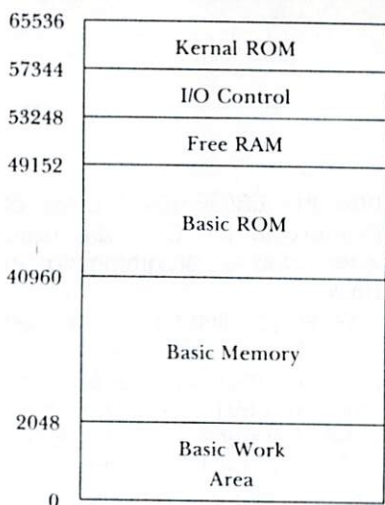 65536
Kernal ROM
57344
I/O Control
53248
Free RAM
49152
Basic ROM
40960
Basic Memory
2048
Basic Work
Area
0